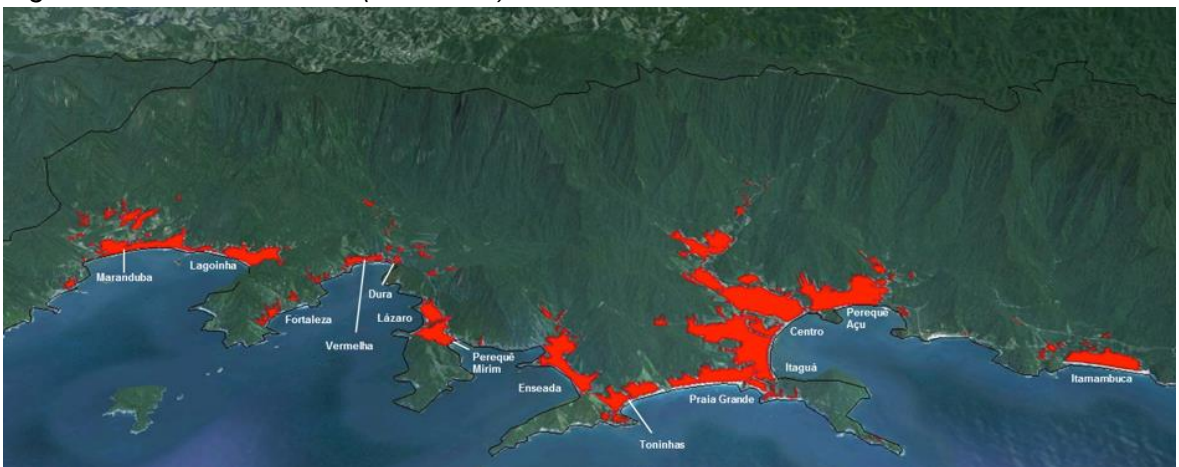 Maranduba
Lagoinha
Fortaleza
Vermelha
Dura
Lázaro
Perequê
Mirim
Enseada
Toninhas
Praia Grande
Itaguá
Centro
Perequê
Açu
Itamambuca